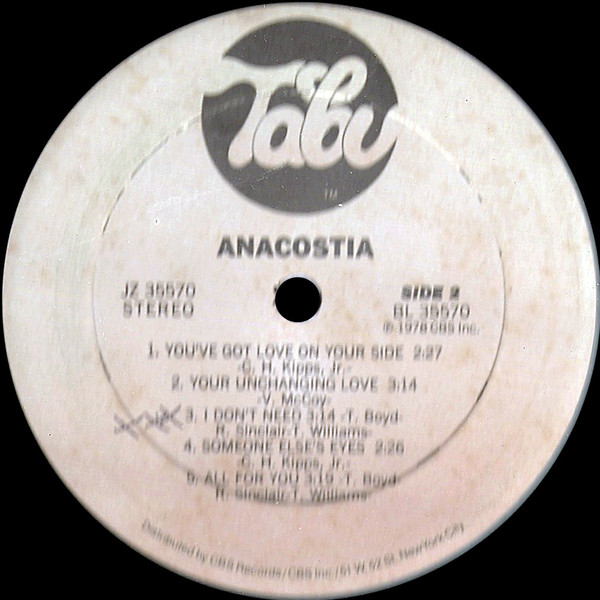 Tabu
TM
ANACOSTIA
JZ 35570
STEREO
SIDE 2
BL 35570
℗ 1978 CBS Inc.
1. YOU'VE GOT LOVE ON YOUR SIDE 2:27
-C. H. Kipps, Jr.-
2. YOUR UNCHANGING LOVE 3:14
-V. McCoy-
3. I DON'T NEED 3:14 -T. Boyd-
R. Sinclair-T. Williams-
4. SOMEONE ELSE'S EYES 2:26
-C. H. Kipps, Jr.-
5. ALL FOR YOU 3:19 -T. Boyd-
R. Sinclair-T. Williams-
Distributed by CBS Records/CBS Inc./51 W. 52 St. New York City